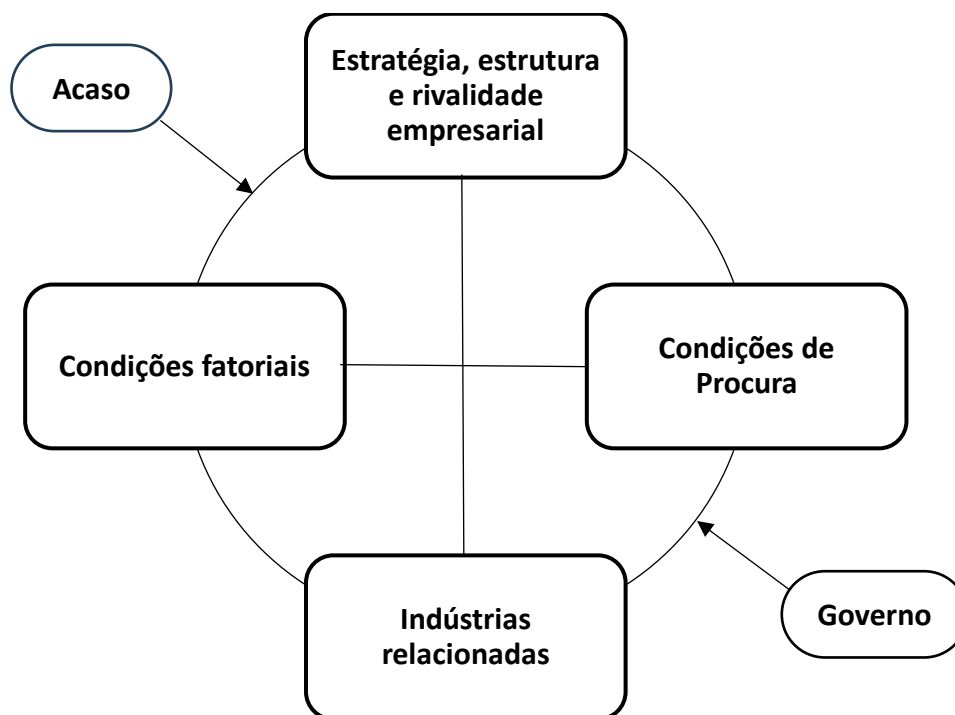 Estratégia, estrutura
e rivalidade
empresarial
Acaso
Condições fatoriais
Condições de
Procura
Indústrias
relacionadas
Governo